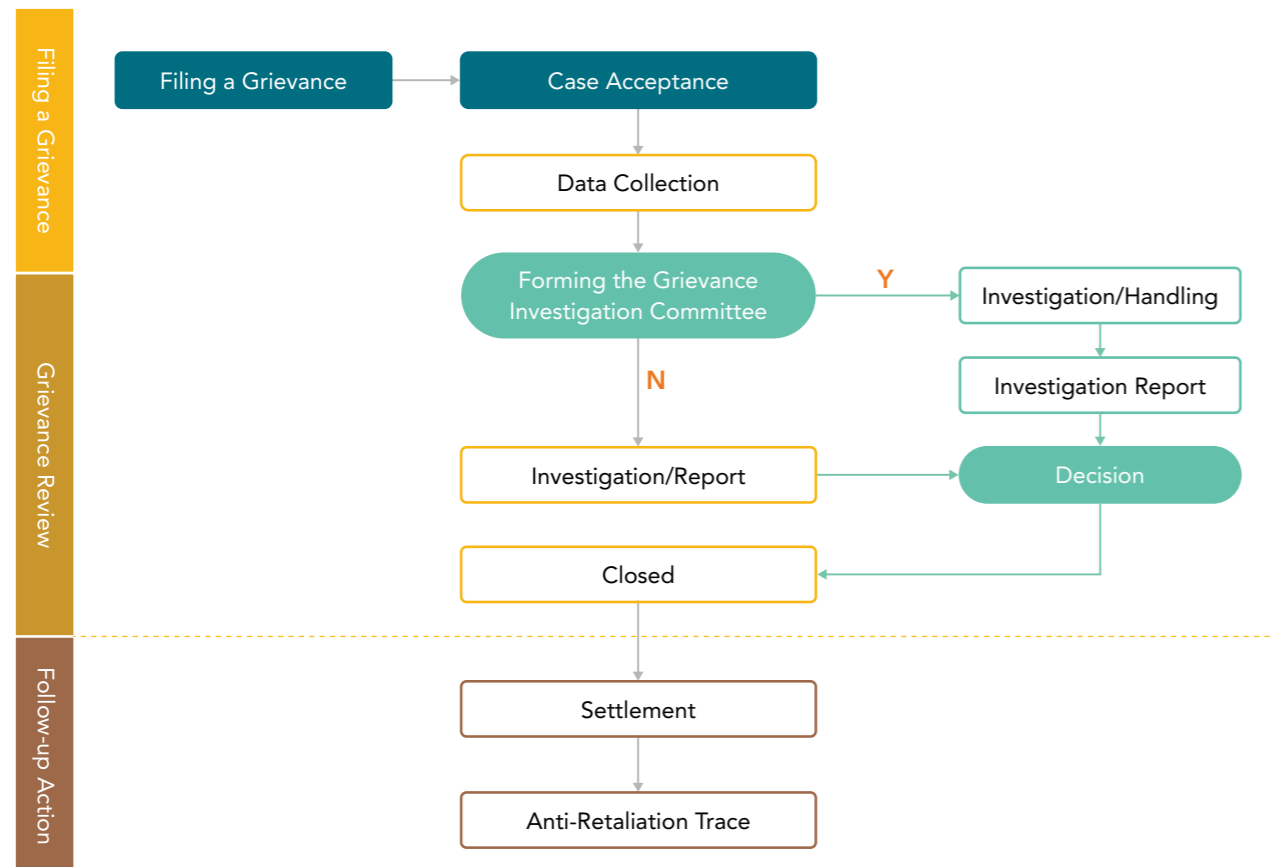 Filing a Grievance
Filing a Grievance
Case Acceptance
Data Collection
Grievance Review
Forming the Grievance
Investigation Committee
Y
Investigation/Handling
Investigation Report
N
Investigation/Report
Decision
Closed
Follow-up Action
Settlement
Anti-Retaliation Trace